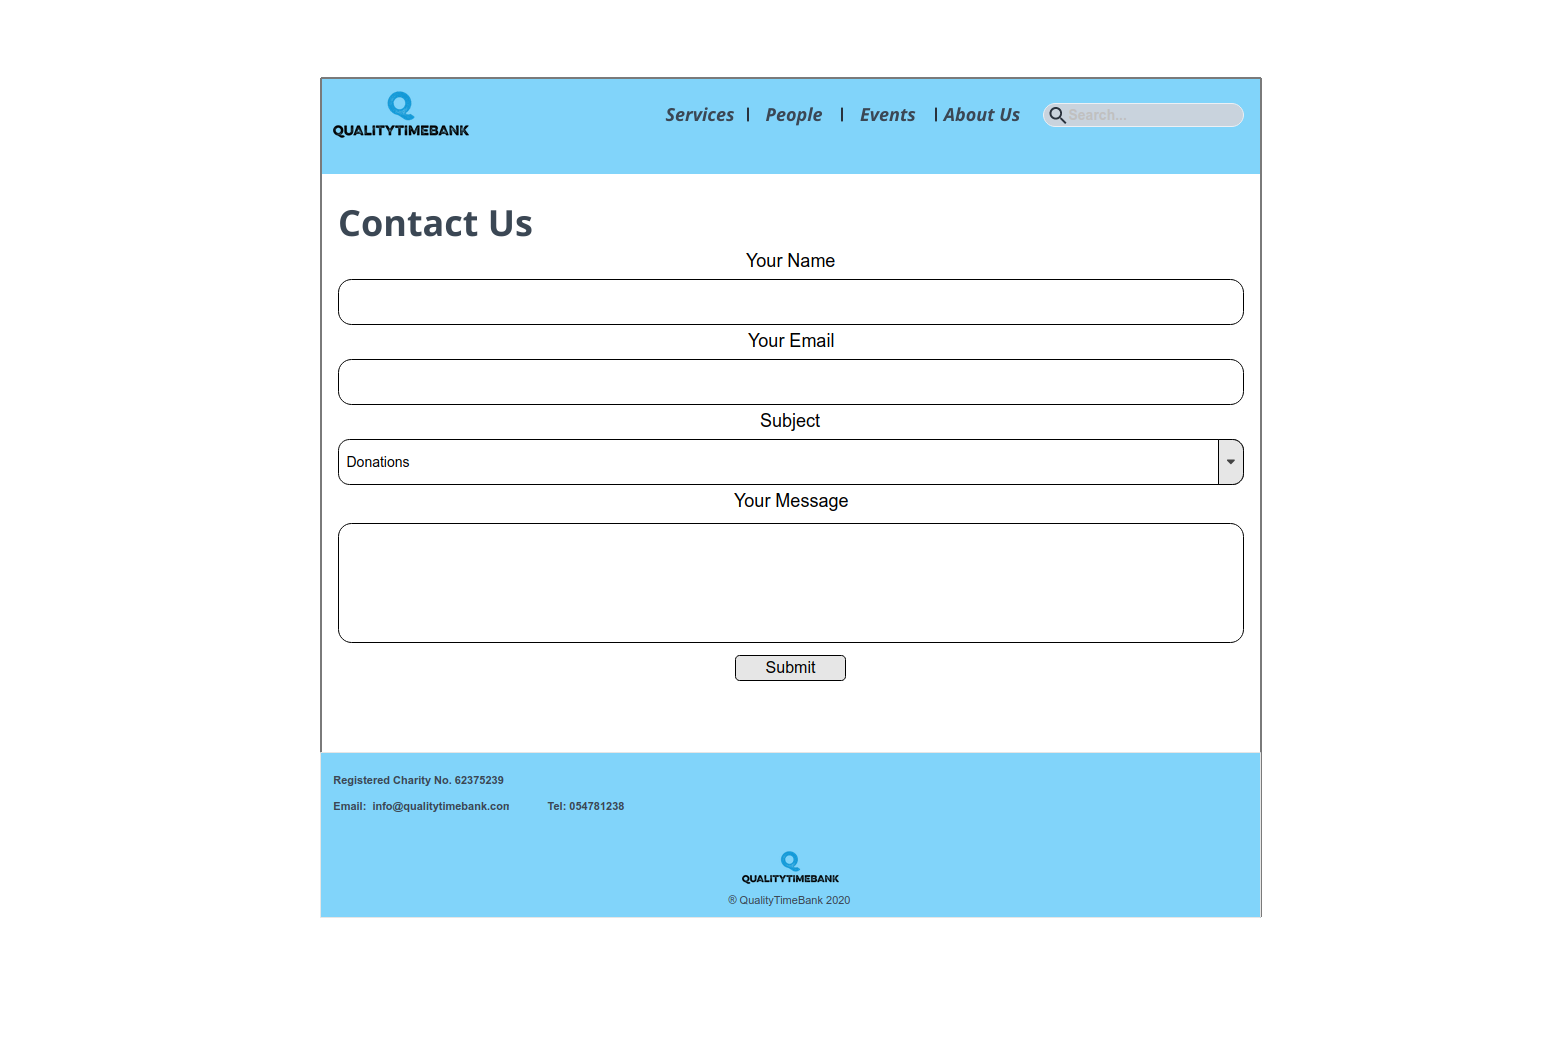 QUALITYTIMEBANK
Services | People | Events | About Us
Search...
Contact Us
Your Name
Your Email
Subject
Donations
Your Message
Submit
Registered Charity No. 62375239
Email: info@qualitytimebank.con Tel: 054781238
QUALITYTIMEBANK
® QualityTimeBank 2020